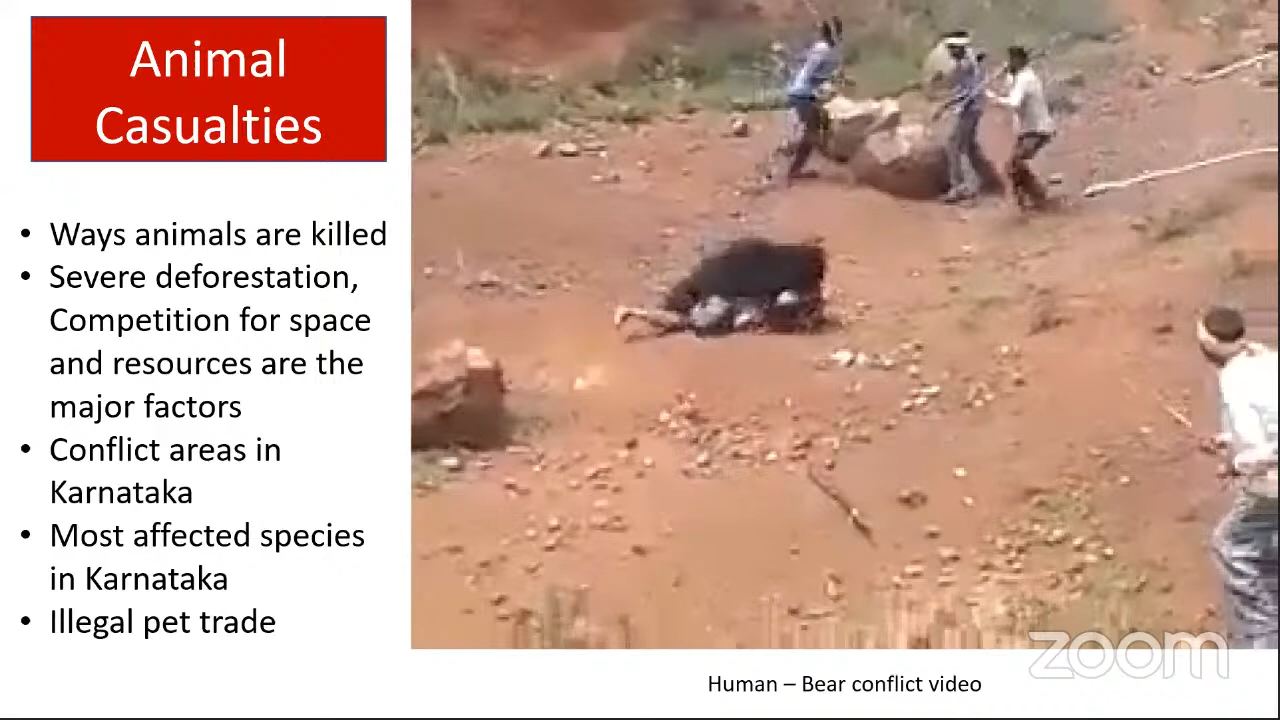 Animal
Casualties
• Ways animals are killed
• Severe deforestation,
Competition for space
and resources are the
major factors
• Conflict areas in
Karnataka
• Most affected species
in Karnataka
• Illegal pet trade
Human – Bear conflict video
zoom